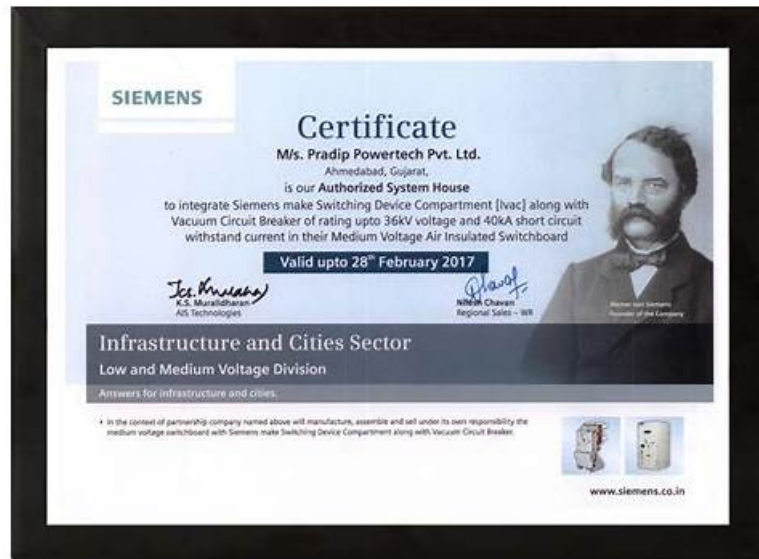 SIEMENS
Certificate
M/s. Pradip Powertech Pvt. Ltd.
Ahmedabad, Gujarat,
is our Authorized System House
to integrate Siemens make Switching Device Compartment [Ivac] along with
Vacuum Circuit Breaker of rating upto 36kV voltage and 40kA short circuit
withstand current in their Medium Voltage Air Insulated Switchboard
Valid upto 28th February 2017
K.S. Muralidharan
AIS Technologies
Nitesh Chavan
Regional Sales – WR
Werner von Siemens
Founder of the Company
Infrastructure and Cities Sector
Low and Medium Voltage Division
Answers for infrastructure and cities.
• In the context of partnership company named above will manufacture, assemble and sell under its own responsibility the
medium voltage switchboard with Siemens make Switching Device Compartment along with Vacuum Circuit Breaker.
www.siemens.co.in